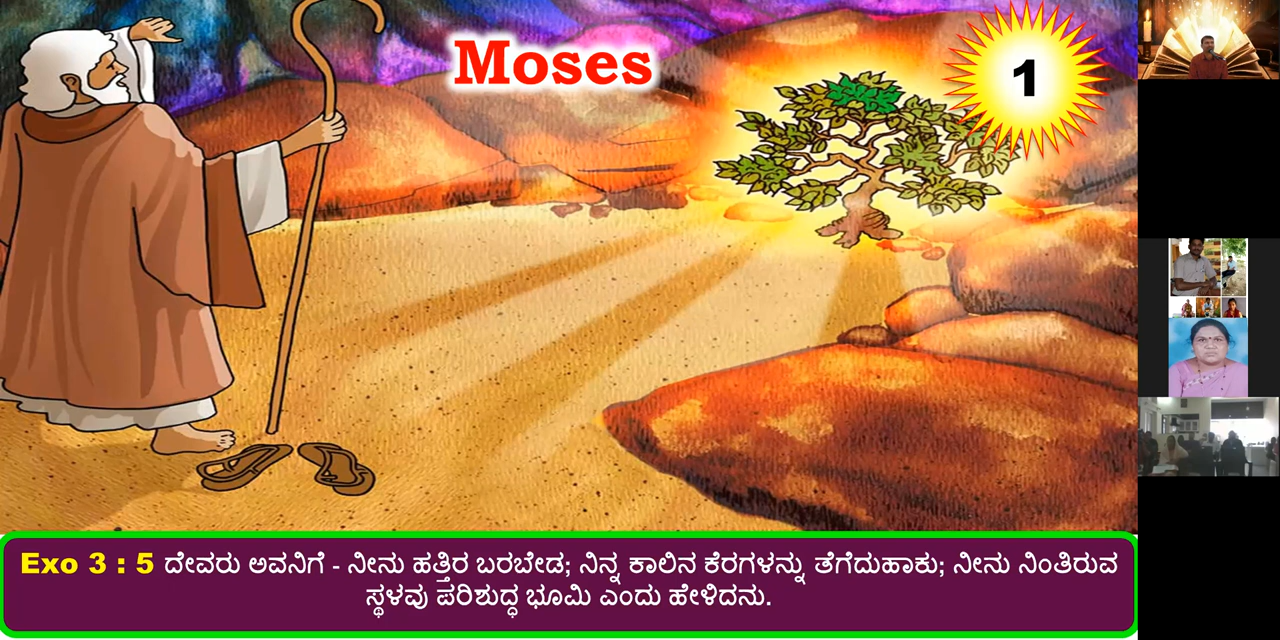 Moses
1
Exo 3 : 5 ದೇವರು ಅವನಿಗೆ - ನೀನು ಹತ್ತಿರ ಬರಬೇಡ; ನಿನ್ನ ಕಾಲಿನ ಕೆರಗಳನ್ನು ತೆಗೆದುಹಾಕು; ನೀನು ನಿಂತಿರುವ
ಸ್ಥಳವು ಪರಿಶುದ್ಧ ಭೂಮಿ ಎಂದು ಹೇಳಿದನು.